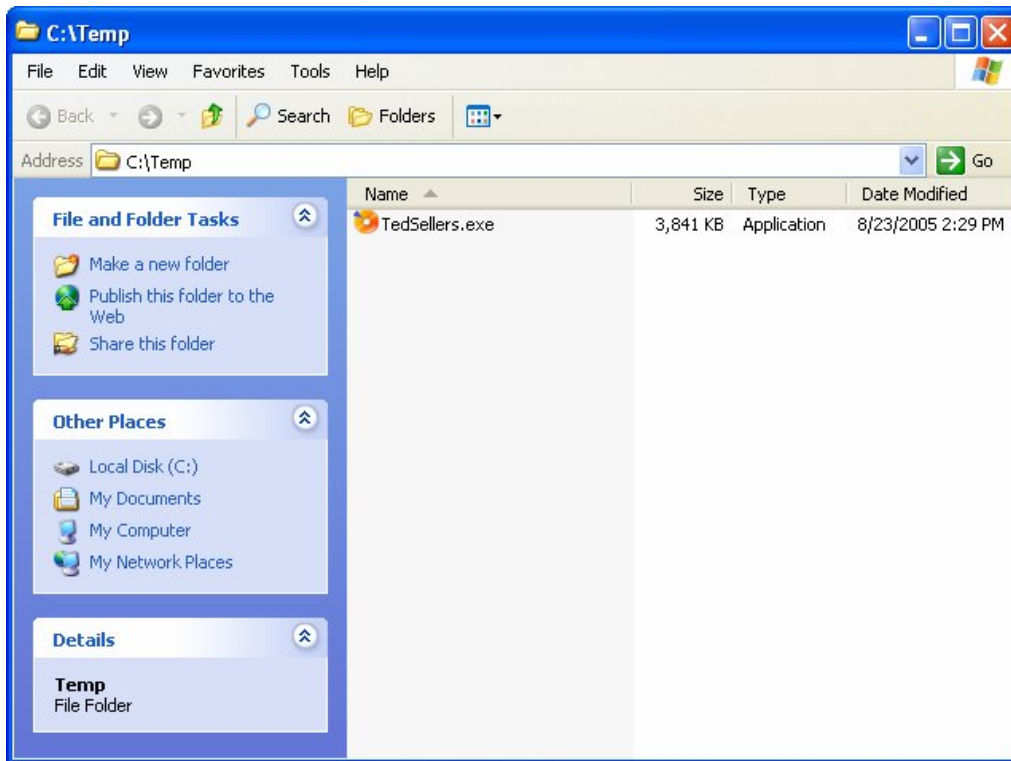 C:\Temp
File Edit View Favorites Tools Help
Back Search Folders
Address C:\Temp Go
Name Size Type Date Modified
TedSellers.exe 3,841 KB Application 8/23/2005 2:29 PM
File and Folder Tasks
Make a new folder
Publish this folder to the
Web
Share this folder
Other Places
Local Disk (C:)
My Documents
My Computer
My Network Places
Details
Temp
File Folder